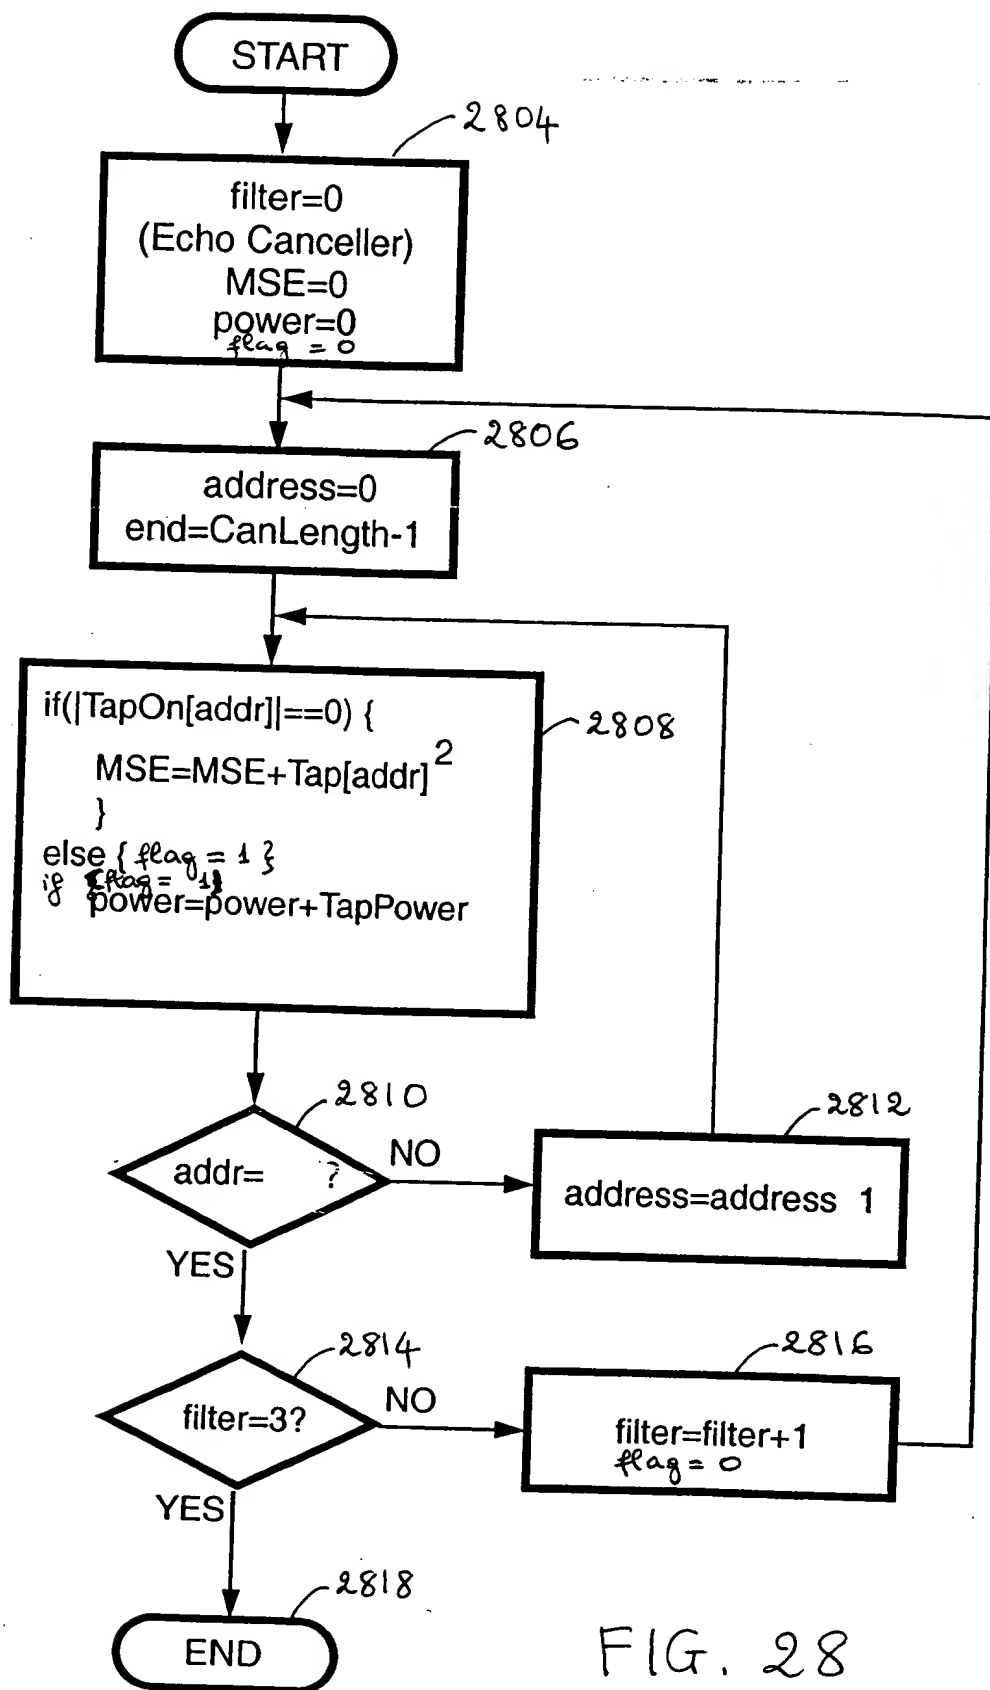 START
2804
filter=0
(Echo Canceller)
MSE=0
power=0
flag = 0
2806
address=0
end=CanLength-1
2808
if(|TapOn[addr]|==0) {
MSE=MSE+Tap[addr]²
}
else { flag = 1 }
if {flag = 1}
power=power+TapPower
2810
addr= ?
NO
2812
address=address 1
YES
2814
filter=3?
NO
2816
filter=filter+1
flag = 0
YES
2818
END
FIG. 28